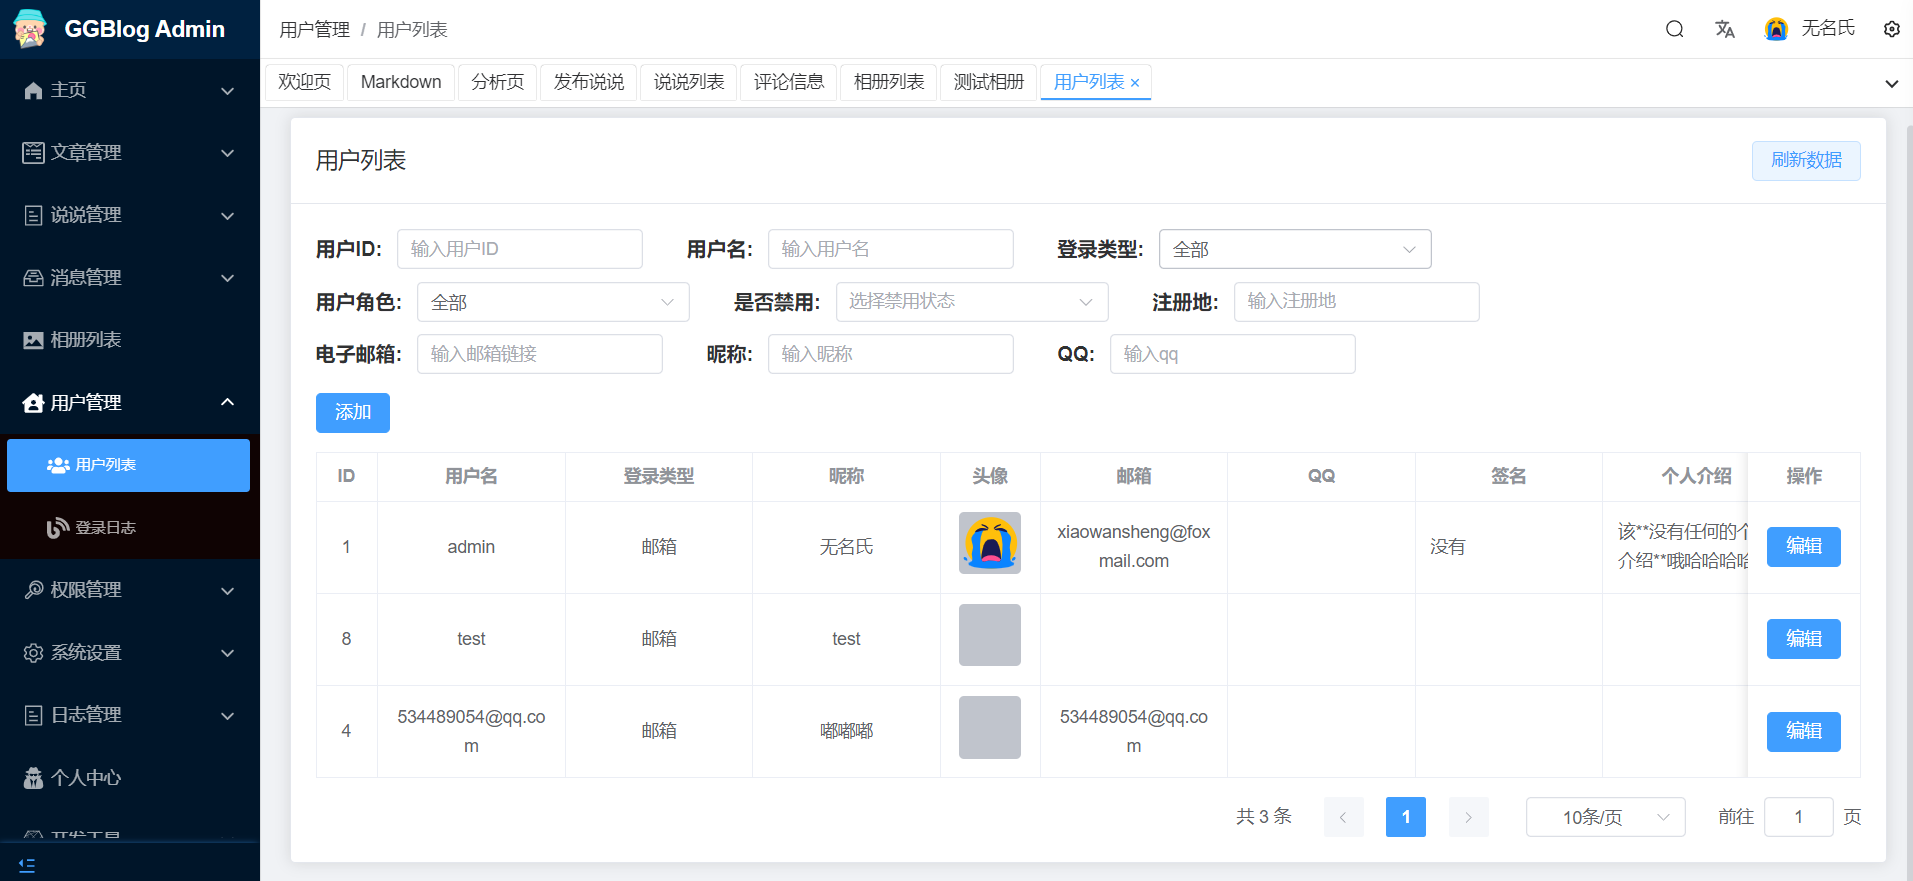 GGBlog Admin
用户管理 / 用户列表
无名氏
欢迎页 Markdown 分析页 发布说说 说说列表 评论信息 相册列表 测试相册 用户列表 ×
主页
文章管理
说说管理
消息管理
相册列表
用户管理
用户列表
登录日志
权限管理
系统设置
日志管理
个人中心
开发工具
用户列表 刷新数据
用户ID: 输入用户ID 用户名: 输入用户名 登录类型: 全部
用户角色: 全部 是否禁用: 选择禁用状态 注册地: 输入注册地
电子邮箱: 输入邮箱链接 昵称: 输入昵称 QQ: 输入qq
添加
ID 用户名 登录类型 昵称 头像 邮箱 QQ 签名 个人介绍 操作
1 admin 邮箱 无名氏 xiaowansheng@fox
mail.com 没有 该**没有任何的个
介绍**哦哈哈哈哈 编辑
8 test 邮箱 test 编辑
4 534489054@qq.co
m 邮箱 嘟嘟嘟 534489054@qq.co
m 编辑
共 3 条 1 10条/页 前往 1 页